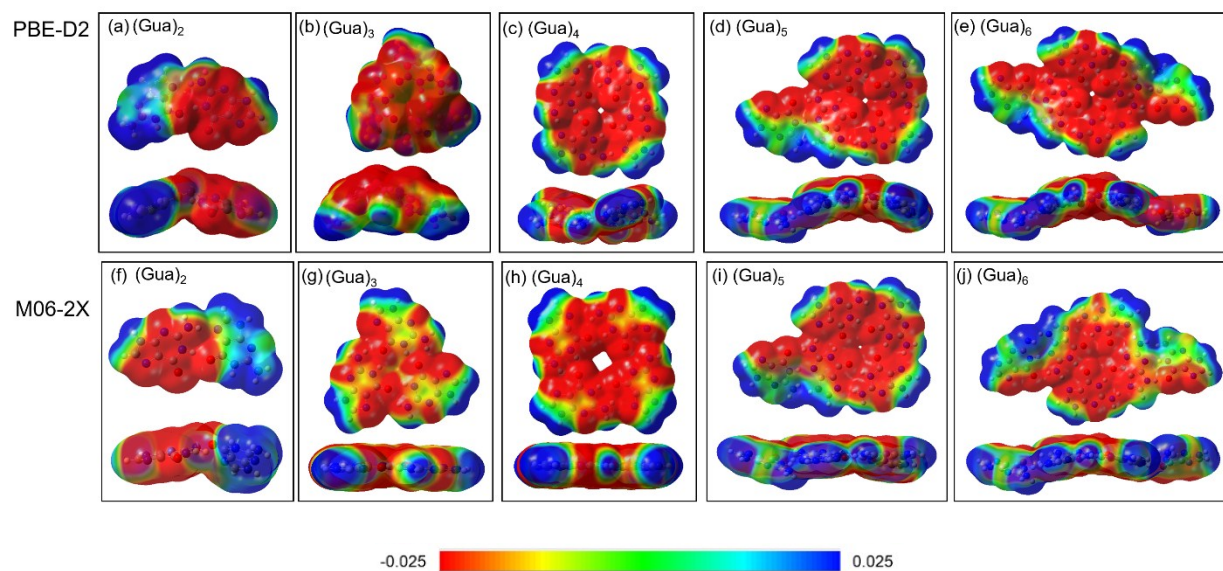 PBE-D2
(a) (Gua)2
(b) (Gua)3
(c) (Gua)4
(d) (Gua)5
(e) (Gua)6
M06-2X
(f) (Gua)2
(g) (Gua)3
(h) (Gua)4
(i) (Gua)5
(j) (Gua)6
-0.025 0.025